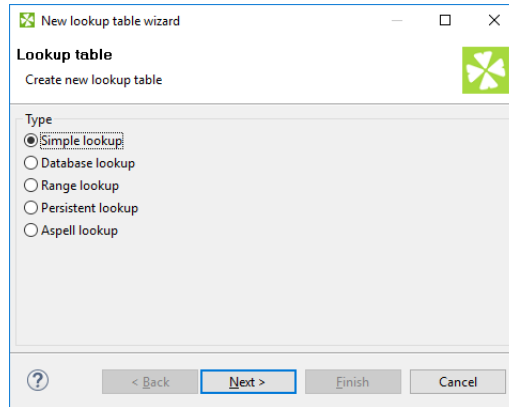 New lookup table wizard
Lookup table
Create new lookup table
Type
Simple lookup
Database lookup
Range lookup
Persistent lookup
Aspell lookup
? < Back Next > Finish Cancel